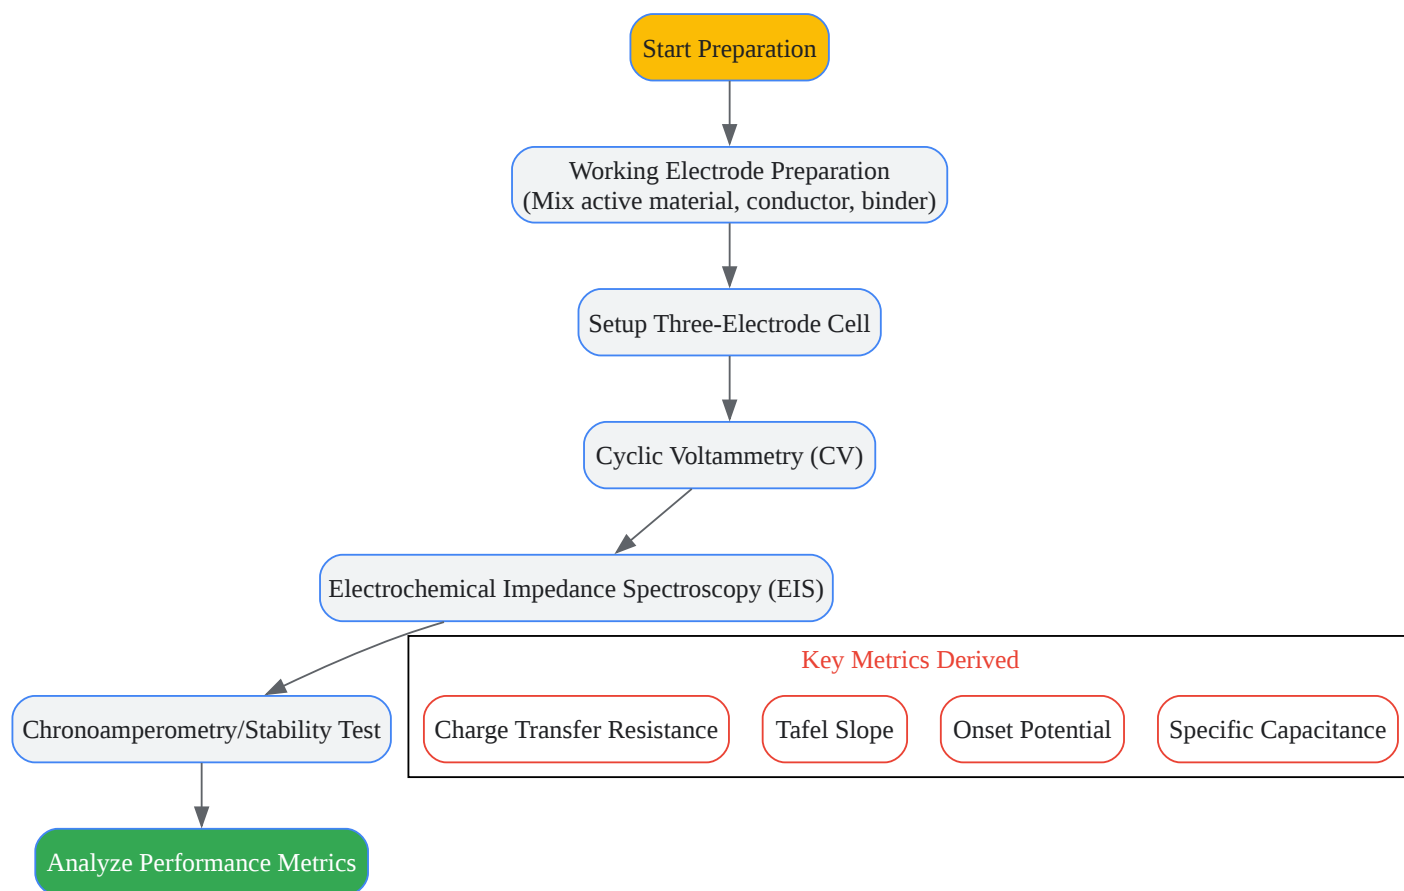 Start Preparation
Working Electrode Preparation
(Mix active material, conductor, binder)
Setup Three-Electrode Cell
Cyclic Voltammetry (CV)
Electrochemical Impedance Spectroscopy (EIS)
Key Metrics Derived
Chronoamperometry/Stability Test
Charge Transfer Resistance
Tafel Slope
Onset Potential
Specific Capacitance
Analyze Performance Metrics